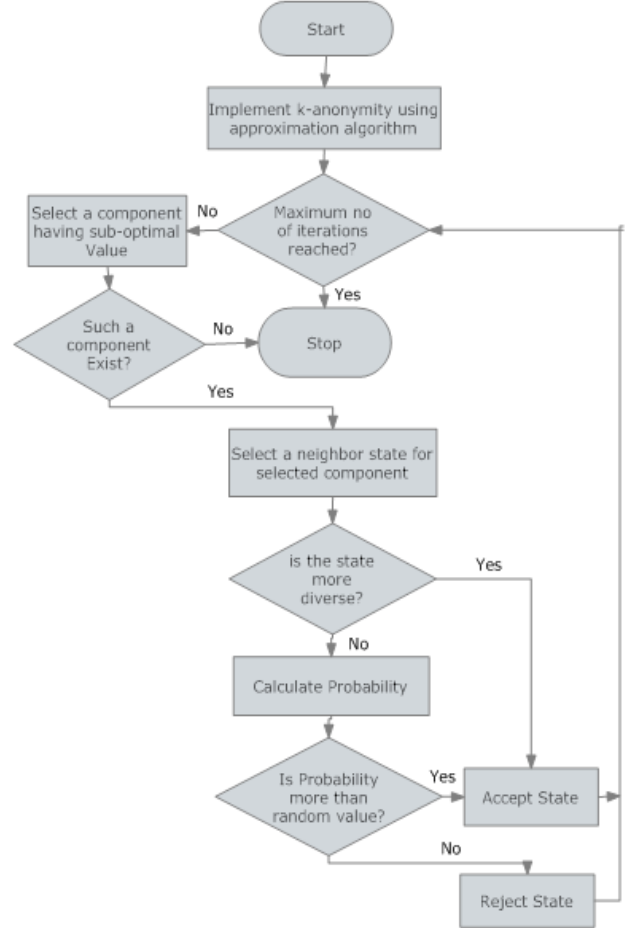 Start
Implement k-anonymity using
approximation algorithm
Maximum no
of iterations
reached?
No
Select a component
having sub-optimal
Value
Yes
Such a
component
Exist?
No
Stop
Yes
Select a neighbor state for
selected component
is the state
more
diverse?
Yes
No
Calculate Probability
Is Probability
more than
random value?
Yes
Accept State
No
Reject State